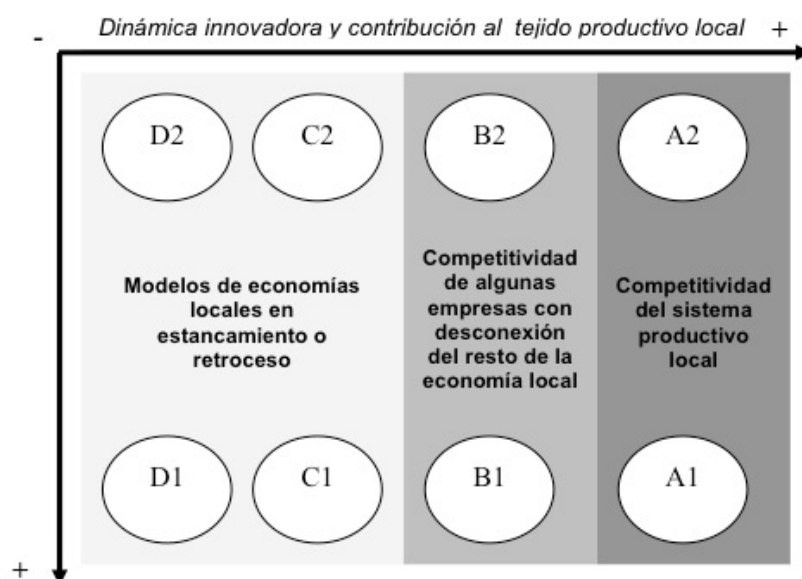 - Dinámica innovadora y contribución al tejido productivo local +
D2 C2 B2 A2
Modelos de economías
locales en
estancamiento o
retroceso
Competitividad
de algunas
empresas con
desconexión
del resto de la
economía local
Competitividad
del sistema
productivo
local
D1 C1 B1 A1
+